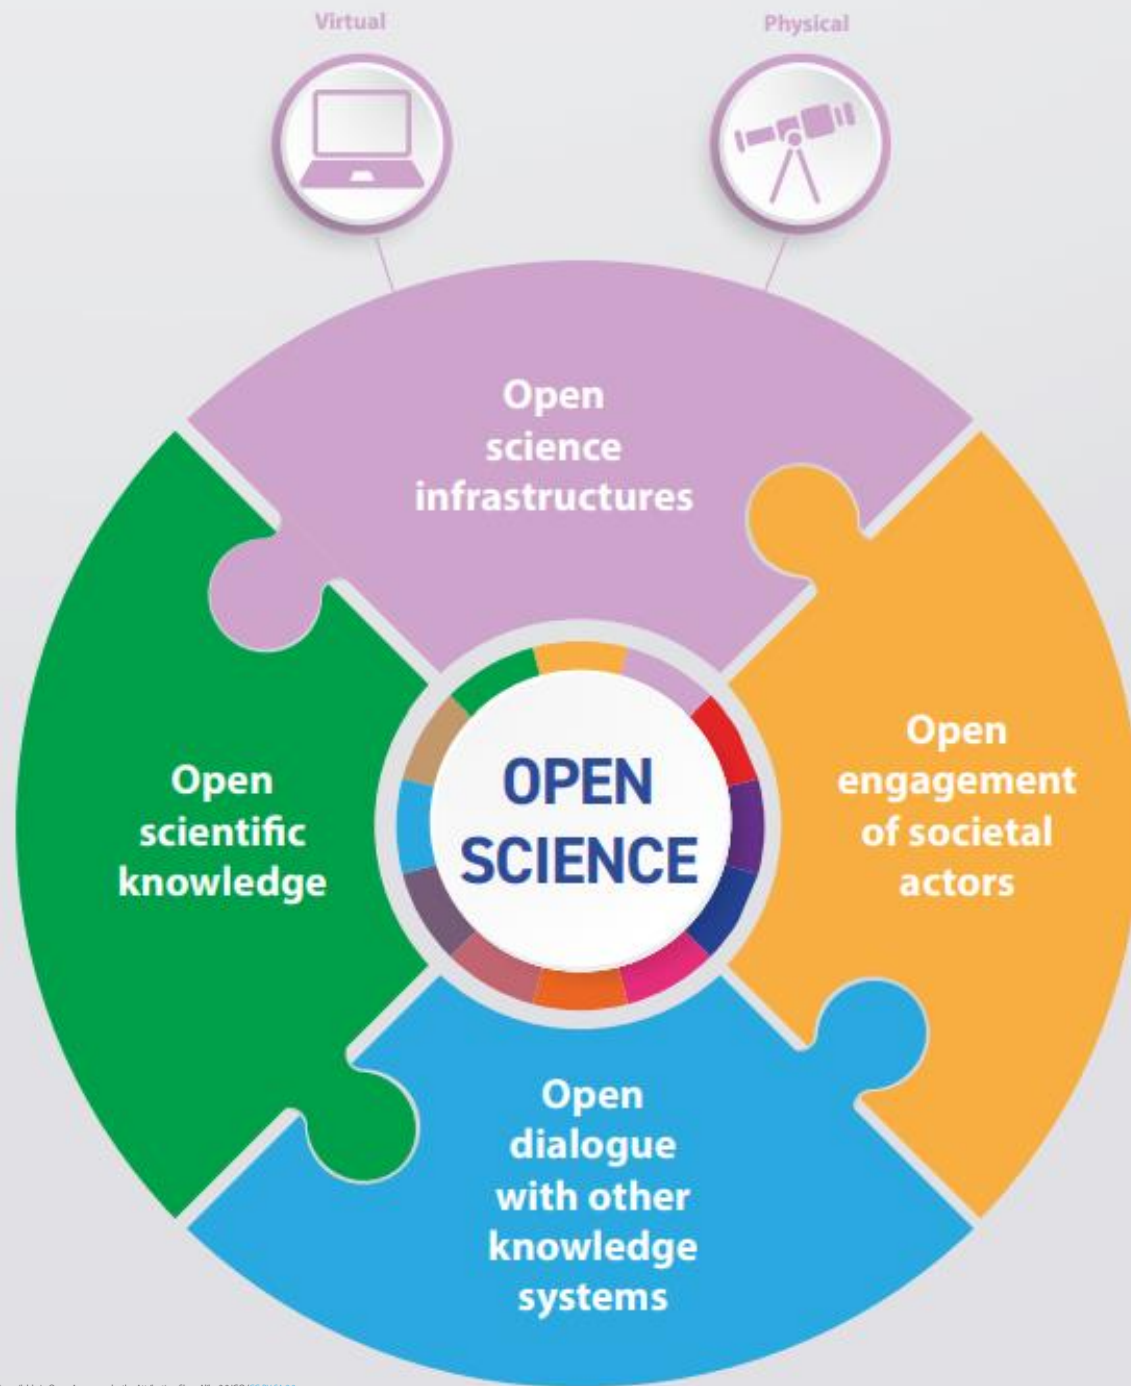 Virtual
Physical
Open
science
infrastructures
Open
scientific
knowledge
OPEN
SCIENCE
Open
engagement
of societal
actors
Open
dialogue
with other
knowledge
systems